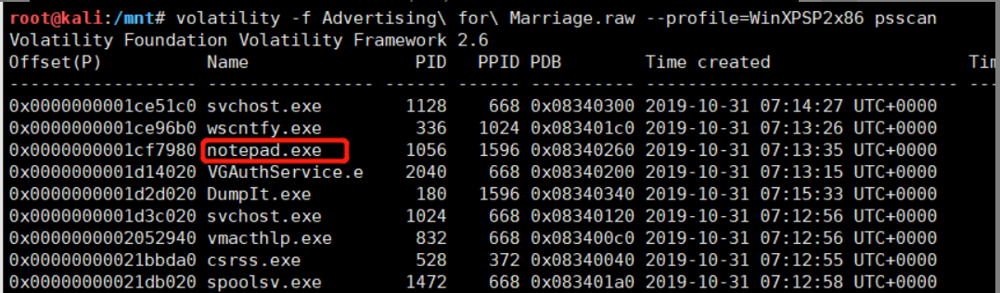 root@kali:/mnt# volatility -f Advertising\ for\ Marriage.raw --profile=WinXPSP2x86 psscan
Volatility Foundation Volatility Framework 2.6
Offset(P)          Name                PID   PPID PDB        Time created                   Tim
------------------ ---------------- ------ ------ ---------- ------------------------------ ---
0x0000000001ce51c0 svchost.exe        1128    668 0x08340300 2019-10-31 07:14:27 UTC+0000
0x0000000001ce96b0 wscntfy.exe         336   1024 0x083401c0 2019-10-31 07:13:16 UTC+0000
0x0000000001cf7980 notepad.exe        1056   1596 0x08340260 2019-10-31 07:13:35 UTC+0000
0x0000000001d14020 VGAuthService.e    2040    668 0x08340200 2019-10-31 07:13:15 UTC+0000
0x0000000001d2d020 DumpIt.exe          180   1596 0x08340340 2019-10-31 07:15:33 UTC+0000
0x0000000001d3c020 svchost.exe        1024    668 0x08340120 2019-10-31 07:12:56 UTC+0000
0x0000000002052940 vmacthlp.exe        832    668 0x083400c0 2019-10-31 07:12:56 UTC+0000
0x00000000021bbda0 csrss.exe           528    372 0x08340040 2019-10-31 07:12:55 UTC+0000
0x00000000021db020 spoolsv.exe        1472    668 0x083401a0 2019-10-31 07:12:58 UTC+0000